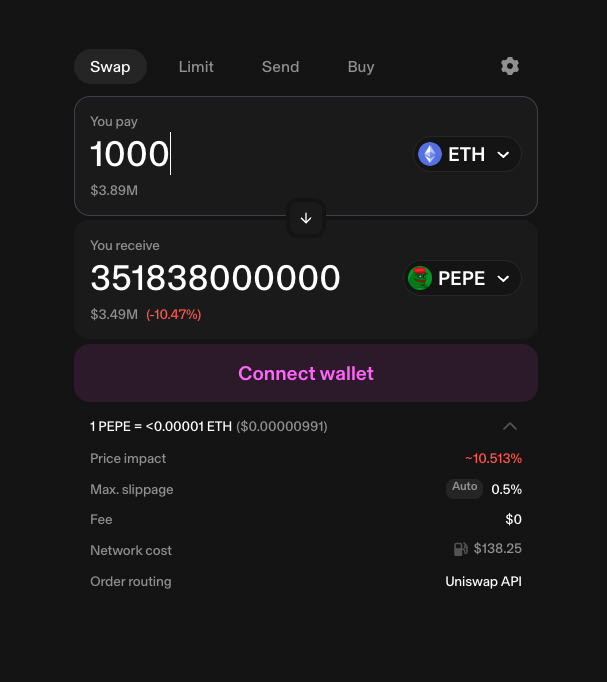 Swap Limit Send Buy
You pay
1000 ETH
$3.89M
You receive
351838000000 PEPE
$3.49M (-10.47%)
Connect wallet
1 PEPE = <0.00001 ETH ($0.00000991)
Price impact ~10.513%
Max. slippage Auto 0.5%
Fee $0
Network cost $138.25
Order routing Uniswap API